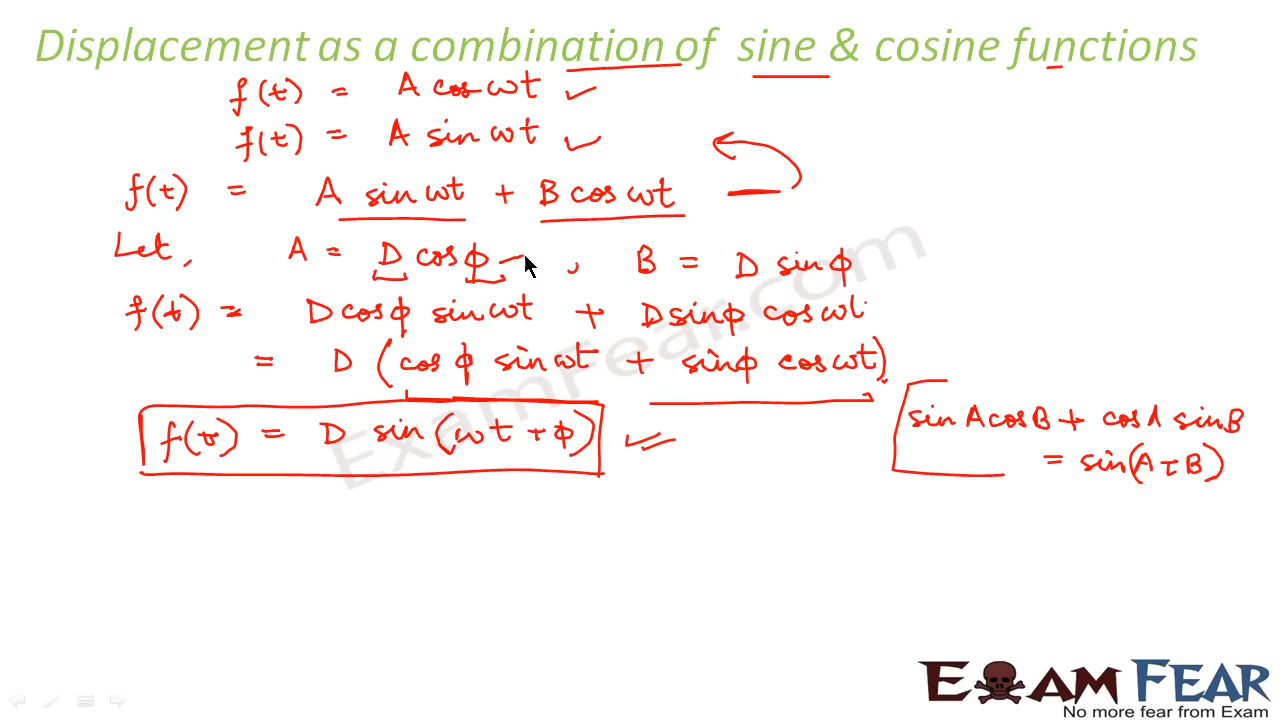 Displacement as a combination of sine & cosine functions
f(t) = A cos ωt ✓
f(t) = A sin ωt ✓
f(t) = A sin ωt + B cos ωt
Let, A = D cos ϕ , B = D sin ϕ
f(t) = D cos ϕ sin ωt + D sin ϕ cos ωt
= D (cos ϕ sin ωt + sin ϕ cos ωt)
f(t) = D sin (ωt + ϕ)
sin A cos B + cos A sin B
= sin(A + B)
ExamFear.com
EXAM FEAR
No more fear from Exam